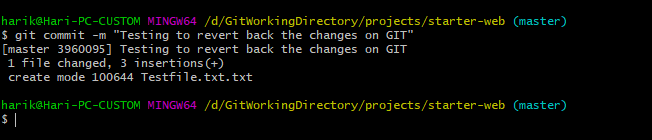 harik@Hari-PC-CUSTOM MINGW64 /d/GitWorkingDirectory/projects/starter-web (master)
$ git commit -m "Testing to revert back the changes on GIT"
[master 3960095] Testing to revert back the changes on GIT
 1 file changed, 3 insertions(+)
 create mode 100644 Testfile.txt.txt
harik@Hari-PC-CUSTOM MINGW64 /d/GitWorkingDirectory/projects/starter-web (master)
$